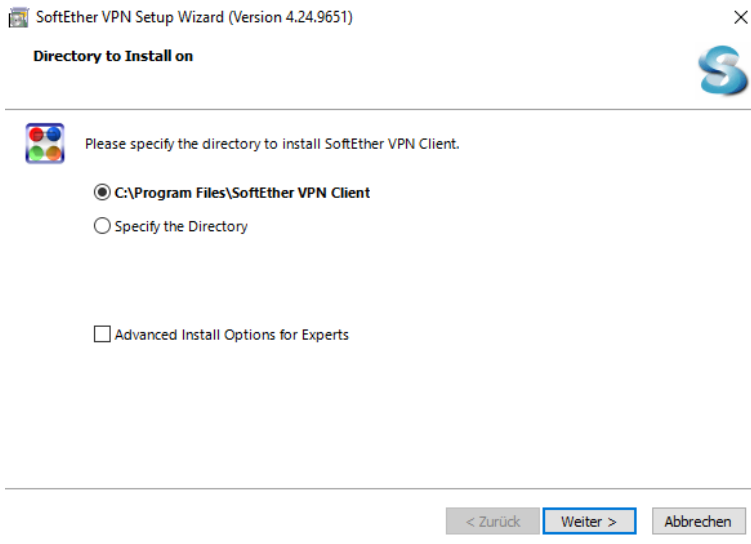 SoftEther VPN Setup Wizard (Version 4.24.9651)
Directory to Install on
Please specify the directory to install SoftEther VPN Client.
C:\Program Files\SoftEther VPN Client
Specify the Directory
Advanced Install Options for Experts
< Zurück Weiter > Abbrechen